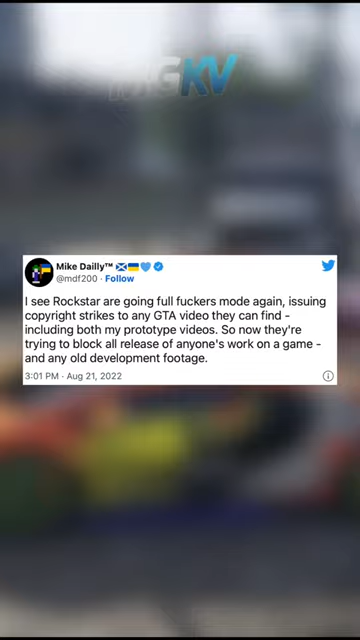 MGKV
Mike Dailly™
@mdf200 · Follow
I see Rockstar are going full fuckers mode again, issuing
copyright strikes to any GTA video they can find -
including both my prototype videos. So now they're
trying to block all release of anyone's work on a game -
and any old development footage.
3:01 PM · Aug 21, 2022